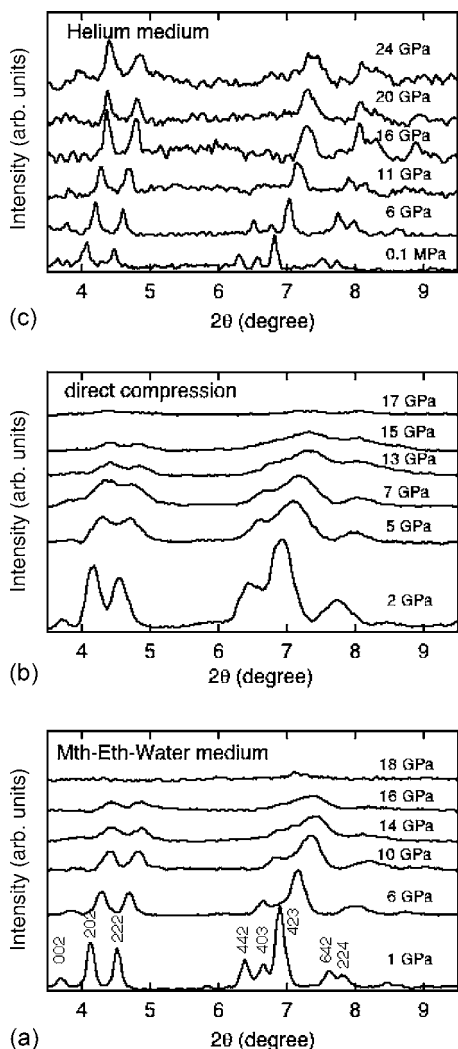 Helium medium
Intensity (arb. units)
24 GPa
20 GPa
16 GPa
11 GPa
6 GPa
0.1 MPa
4 5 6 7 8 9
2θ (degree)
(c)
direct compression
Intensity (arb. units)
17 GPa
15 GPa
13 GPa
7 GPa
5 GPa
2 GPa
4 5 6 7 8 9
2θ (degree)
(b)
Mth-Eth-Water medium
Intensity (arb. units)
18 GPa
16 GPa
14 GPa
10 GPa
6 GPa
002 202 222 442 403 423 642 224
1 GPa
4 5 6 7 8 9
2θ (degree)
(a)